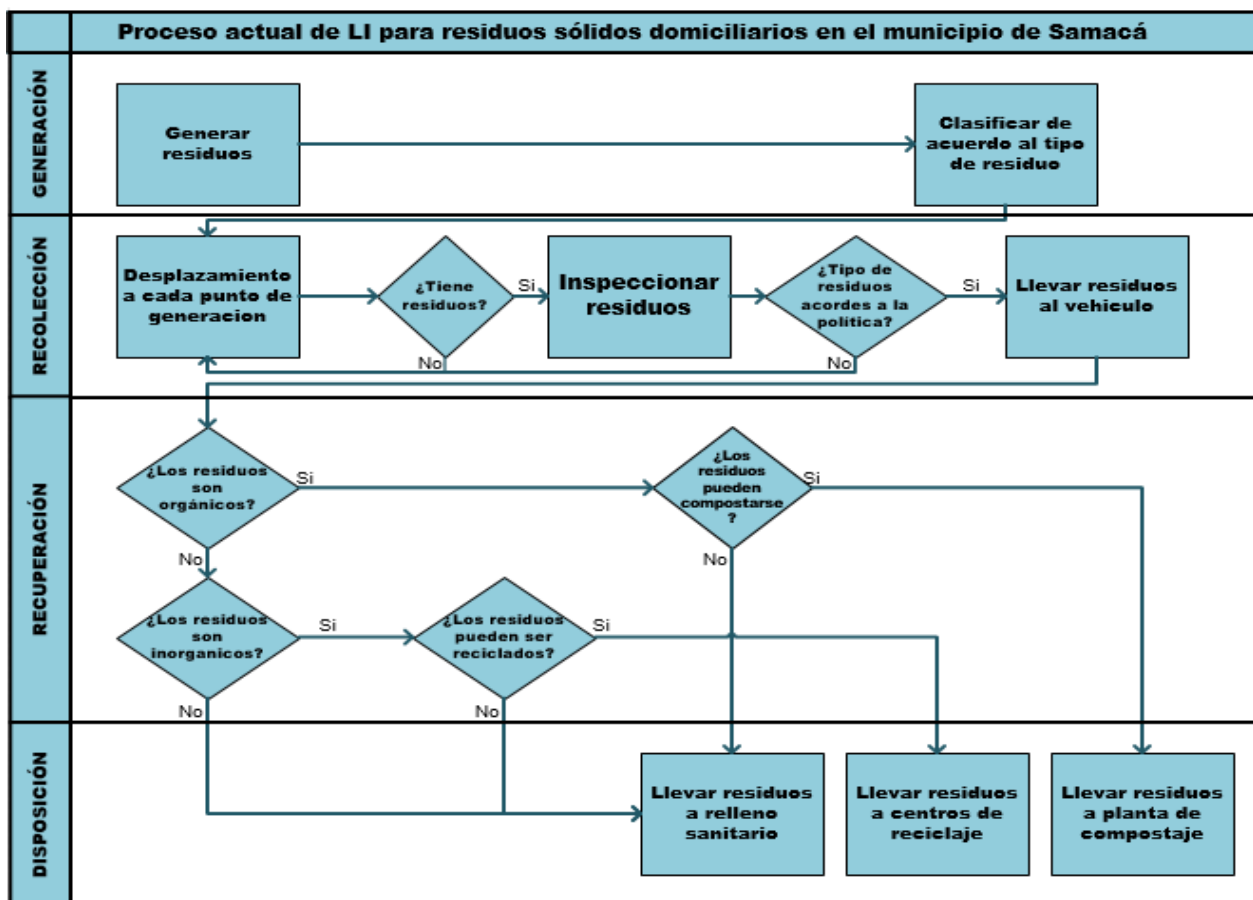 Proceso actual de LI para residuos sólidos domiciliarios en el municipio de Samacá
GENERACIÓN
Generar
residuos
Clasificar de
acuerdo al tipo
de residuo
RECOLECCIÓN
Desplazamiento
a cada punto de
generacion
¿Tiene
residuos?
Si
No
Inspeccionar
residuos
¿Tipo de
residuos
acordes a la
política?
Si
No
Llevar residuos
al vehiculo
RECUPERACIÓN
¿Los residuos
son
orgánicos?
Si
No
¿Los
residuos
pueden
compostarse
?
Si
No
¿Los residuos
son
inorganicos?
Si
No
¿Los residuos
pueden ser
reciclados?
Si
No
DISPOSICIÓN
Llevar residuos
a relleno
sanitario
Llevar residuos
a centros de
reciclaje
Llevar residuos
a planta de
compostaje